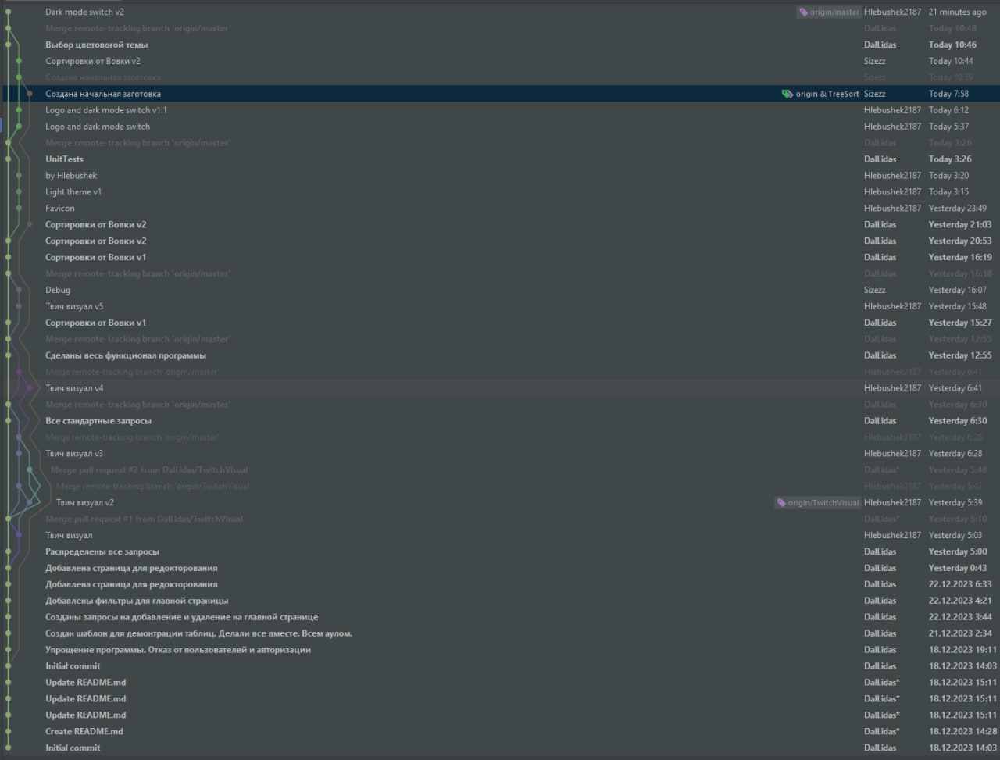 Dark mode switch v2 origin/master Hlebushek2187 21 minutes ago
Merge remote-tracking branch 'origin/master' DalLidas Today 10:48
Выбор цветовогой темы DalLidas Today 10:46
Сортировки от Вовки v2 Sizezz Today 10:44
Создана начальная заготовка Sizezz Today 10:39
Создана начальная заготовка origin & TreeSort Sizezz Today 7:58
Logo and dark mode switch v1.1 Hlebushek2187 Today 6:12
Logo and dark mode switch Hlebushek2187 Today 5:37
Merge remote-tracking branch 'origin/master' DalLidas Today 3:26
UnitTests DalLidas Today 3:26
by Hlebushek Hlebushek2187 Today 3:20
Light theme v1 Hlebushek2187 Today 3:15
Favicon Hlebushek2187 Yesterday 23:49
Сортировки от Вовки v2 DalLidas Yesterday 21:03
Сортировки от Вовки v2 DalLidas Yesterday 20:53
Сортировки от Вовки v1 DalLidas Yesterday 16:19
Merge remote-tracking branch 'origin/master' DalLidas Yesterday 16:18
Debug Sizezz Yesterday 16:07
Твич визуал v5 Hlebushek2187 Yesterday 15:48
Сортировки от Вовки v1 DalLidas Yesterday 15:27
Merge remote-tracking branch 'origin/master' DalLidas Yesterday 12:55
Сделаны весь функционал программы DalLidas Yesterday 12:55
Merge remote-tracking branch 'origin/master' Hlebushek2187 Yesterday 6:41
Твич визуал v4 Hlebushek2187 Yesterday 6:41
Merge remote-tracking branch 'origin/master' DalLidas Yesterday 6:30
Все стандартные запросы DalLidas Yesterday 6:30
Merge remote-tracking branch 'origin/master' Hlebushek2187 Yesterday 6:28
Твич визуал v3 Hlebushek2187 Yesterday 6:28
Merge pull request #2 from DalLidas/TwitchVisual DalLidas* Yesterday 5:48
Merge remote-tracking branch 'origin/TwitchVisual' Hlebushek2187 Yesterday 5:42
Твич визуал v2 origin/TwitchVisual Hlebushek2187 Yesterday 5:39
Merge pull request #1 from DalLidas/TwitchVisual DalLidas* Yesterday 5:10
Твич визуал Hlebushek2187 Yesterday 5:03
Распределены все запросы DalLidas Yesterday 5:00
Добавлена страница для редокторования DalLidas Yesterday 0:43
Добавлена страница для редокторования DalLidas 22.12.2023 6:33
Добавлены фильтры для главной страницы DalLidas 22.12.2023 4:21
Созданы запросы на добавление и удаление на главной странице DalLidas 22.12.2023 3:44
Создан шаблон для демонтрации таблиц. Делали все вместе. Всем аулом. DalLidas 21.12.2023 2:34
Упрощение программы. Отказ от пользователей и авторизации DalLidas 18.12.2023 19:11
Initial commit DalLidas 18.12.2023 14:03
Update README.md DalLidas* 18.12.2023 15:11
Update README.md DalLidas* 18.12.2023 15:11
Update README.md DalLidas* 18.12.2023 15:11
Create README.md DalLidas* 18.12.2023 14:28
Initial commit DalLidas 18.12.2023 14:03